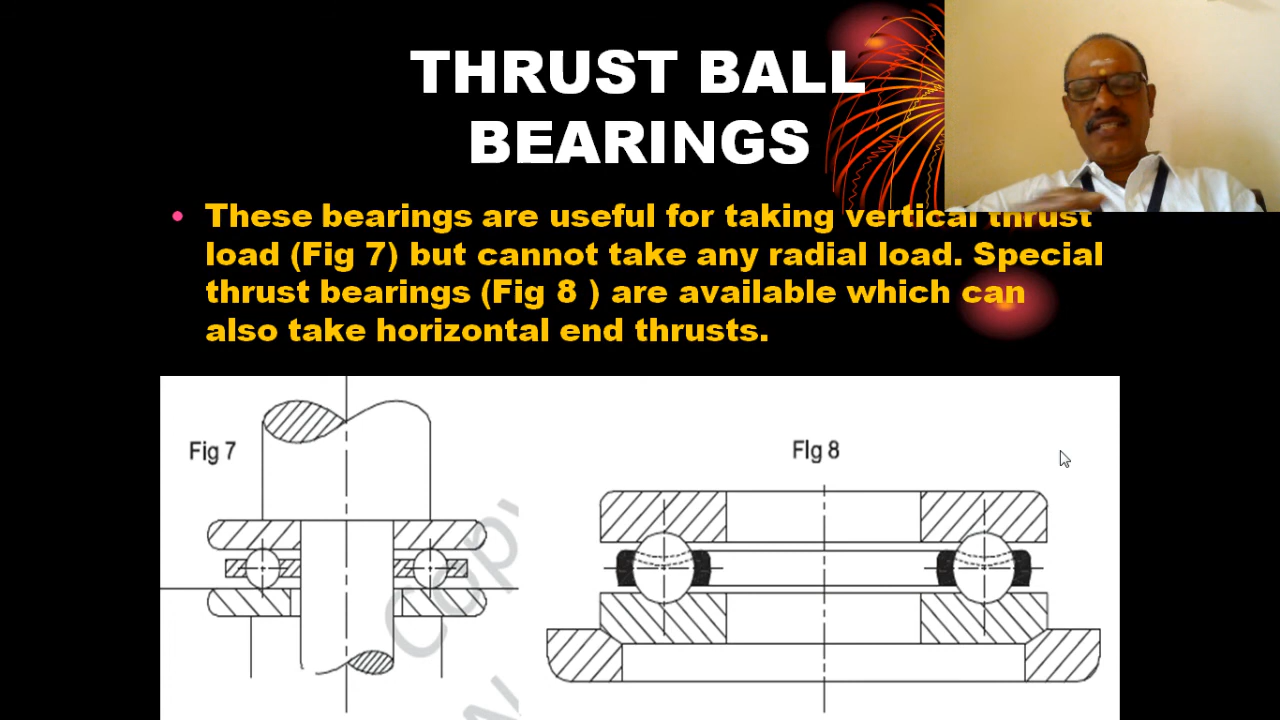 THRUST BALL
BEARINGS
• These bearings are useful for taking vertical thrust
load (Fig 7) but cannot take any radial load. Special
thrust bearings (Fig 8 ) are available which can
also take horizontal end thrusts.
Fig 7
FIg 8
Cop